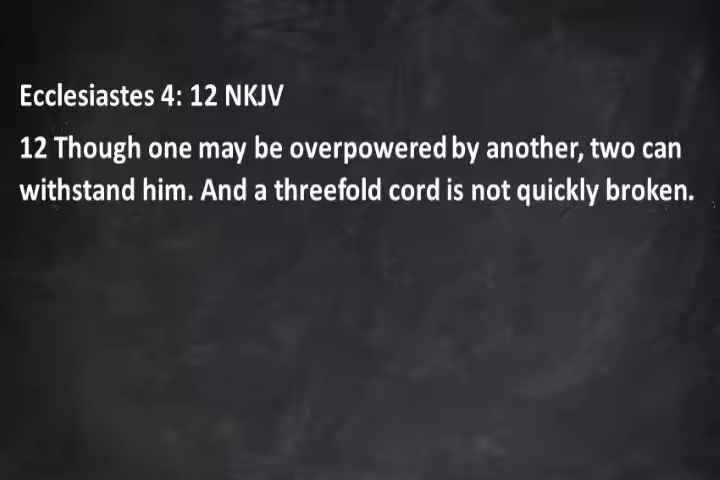 Ecclesiastes 4: 12 NKJV
12 Though one may be overpowered by another, two can
withstand him. And a threefold cord is not quickly broken.